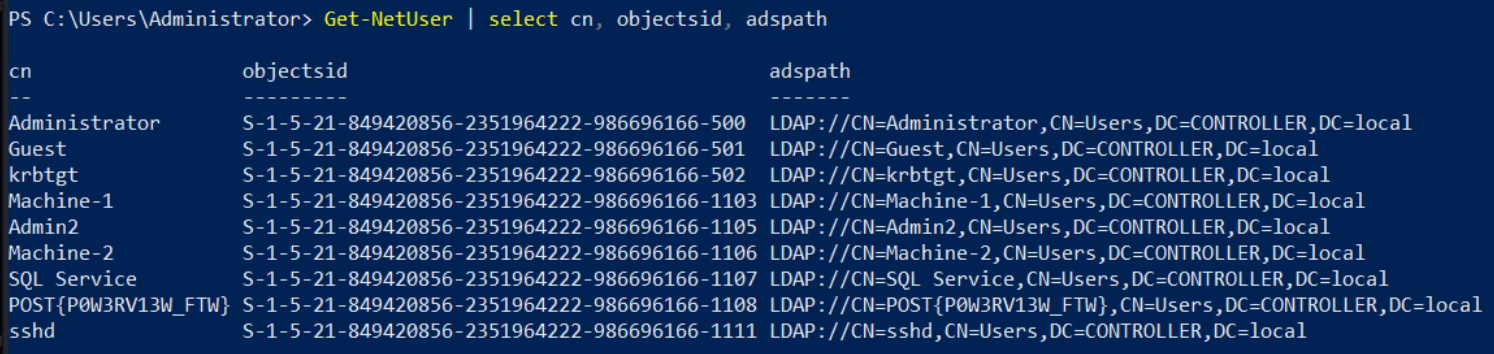 PS C:\Users\Administrator> Get-NetUser | select cn, objectsid, adspath
cn objectsid adspath
-- --------- -------
Administrator S-1-5-21-849420856-2351964222-986696166-500 LDAP://CN=Administrator,CN=Users,DC=CONTROLLER,DC=local
Guest S-1-5-21-849420856-2351964222-986696166-501 LDAP://CN=Guest,CN=Users,DC=CONTROLLER,DC=local
krbtgt S-1-5-21-849420856-2351964222-986696166-502 LDAP://CN=krbtgt,CN=Users,DC=CONTROLLER,DC=local
Machine-1 S-1-5-21-849420856-2351964222-986696166-1103 LDAP://CN=Machine-1,CN=Users,DC=CONTROLLER,DC=local
Admin2 S-1-5-21-849420856-2351964222-986696166-1105 LDAP://CN=Admin2,CN=Users,DC=CONTROLLER,DC=local
Machine-2 S-1-5-21-849420856-2351964222-986696166-1106 LDAP://CN=Machine-2,CN=Users,DC=CONTROLLER,DC=local
SQL Service S-1-5-21-849420856-2351964222-986696166-1107 LDAP://CN=SQL Service,CN=Users,DC=CONTROLLER,DC=local
POST{P0W3RV13W_FTW} S-1-5-21-849420856-2351964222-986696166-1108 LDAP://CN=POST{P0W3RV13W_FTW},CN=Users,DC=CONTROLLER,DC=local
sshd S-1-5-21-849420856-2351964222-986696166-1111 LDAP://CN=sshd,CN=Users,DC=CONTROLLER,DC=local